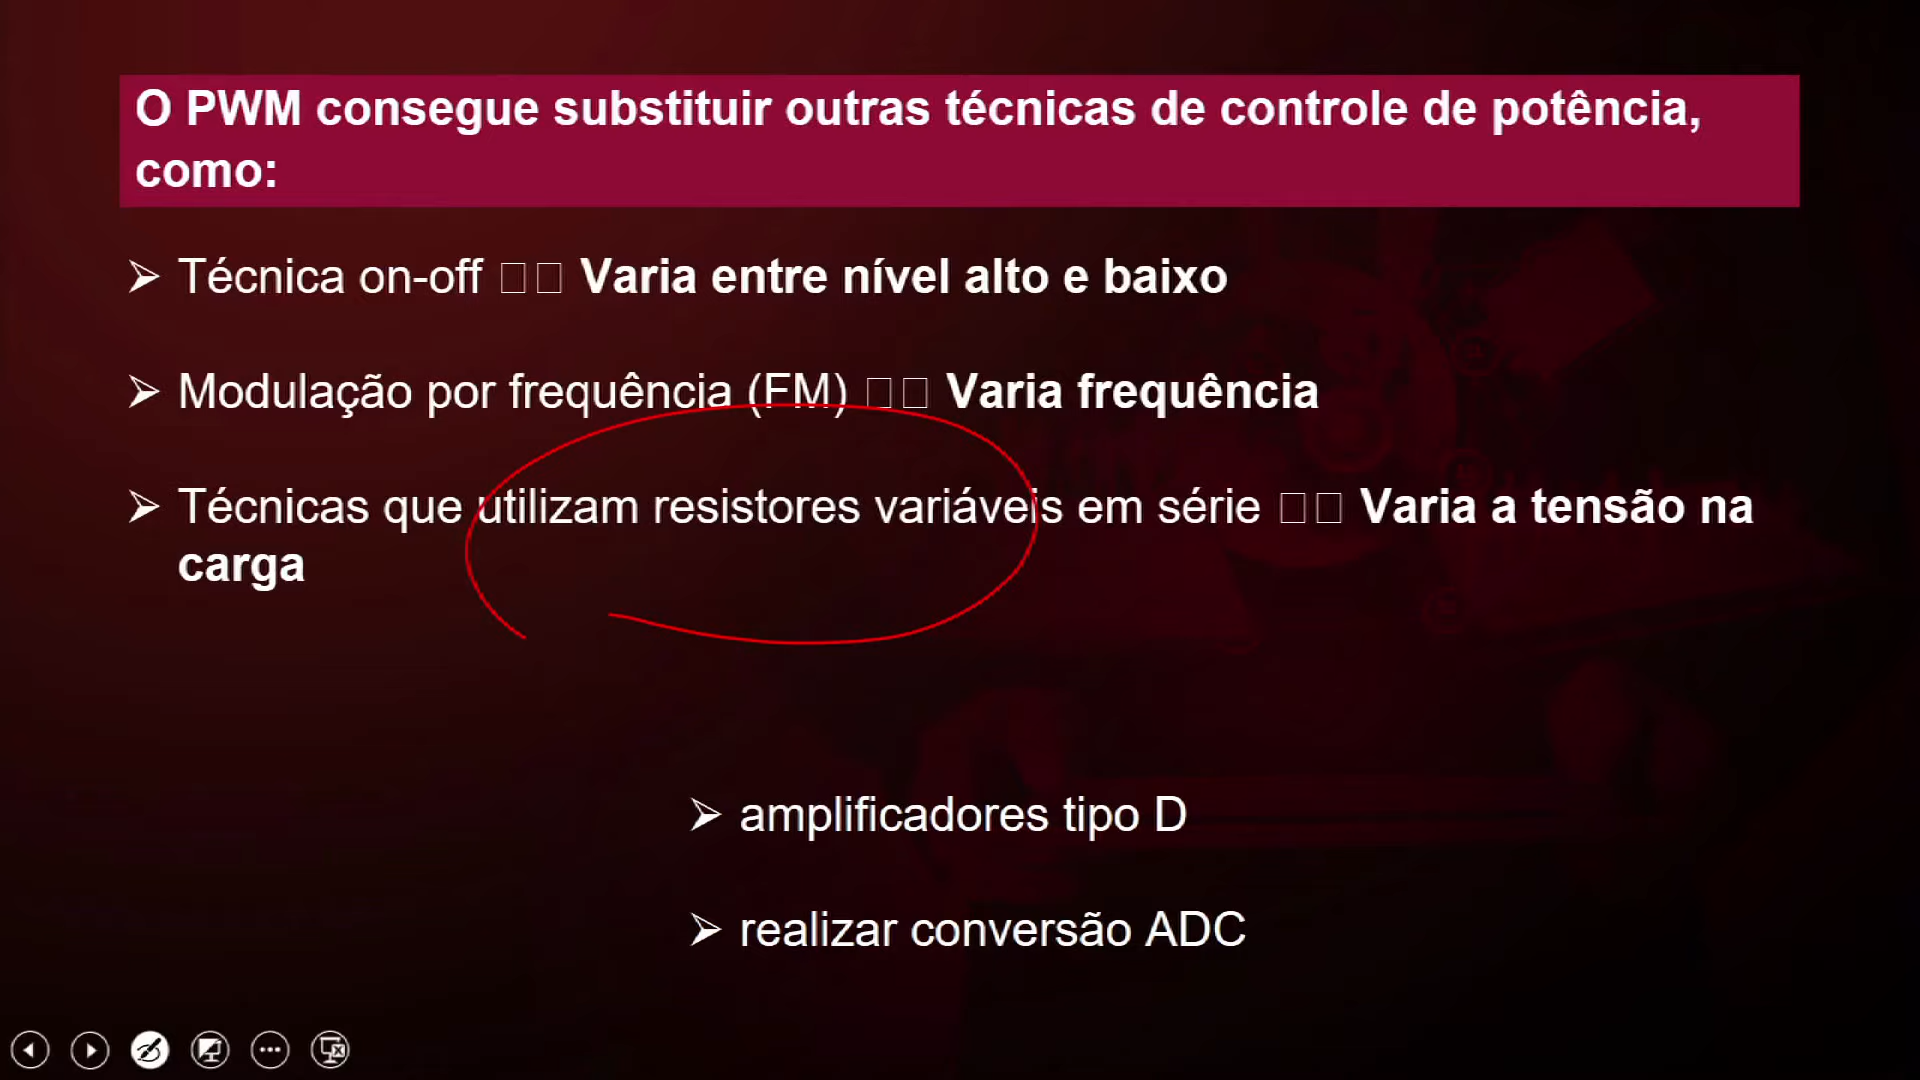 O PWM consegue substituir outras técnicas de controle de potência,
como:
➢ Técnica on-off □□ Varia entre nível alto e baixo
➢ Modulação por frequência (FM) □□ Varia frequência
➢ Técnicas que utilizam resistores variáveis em série □□ Varia a tensão na
carga
➢ amplificadores tipo D
➢ realizar conversão ADC